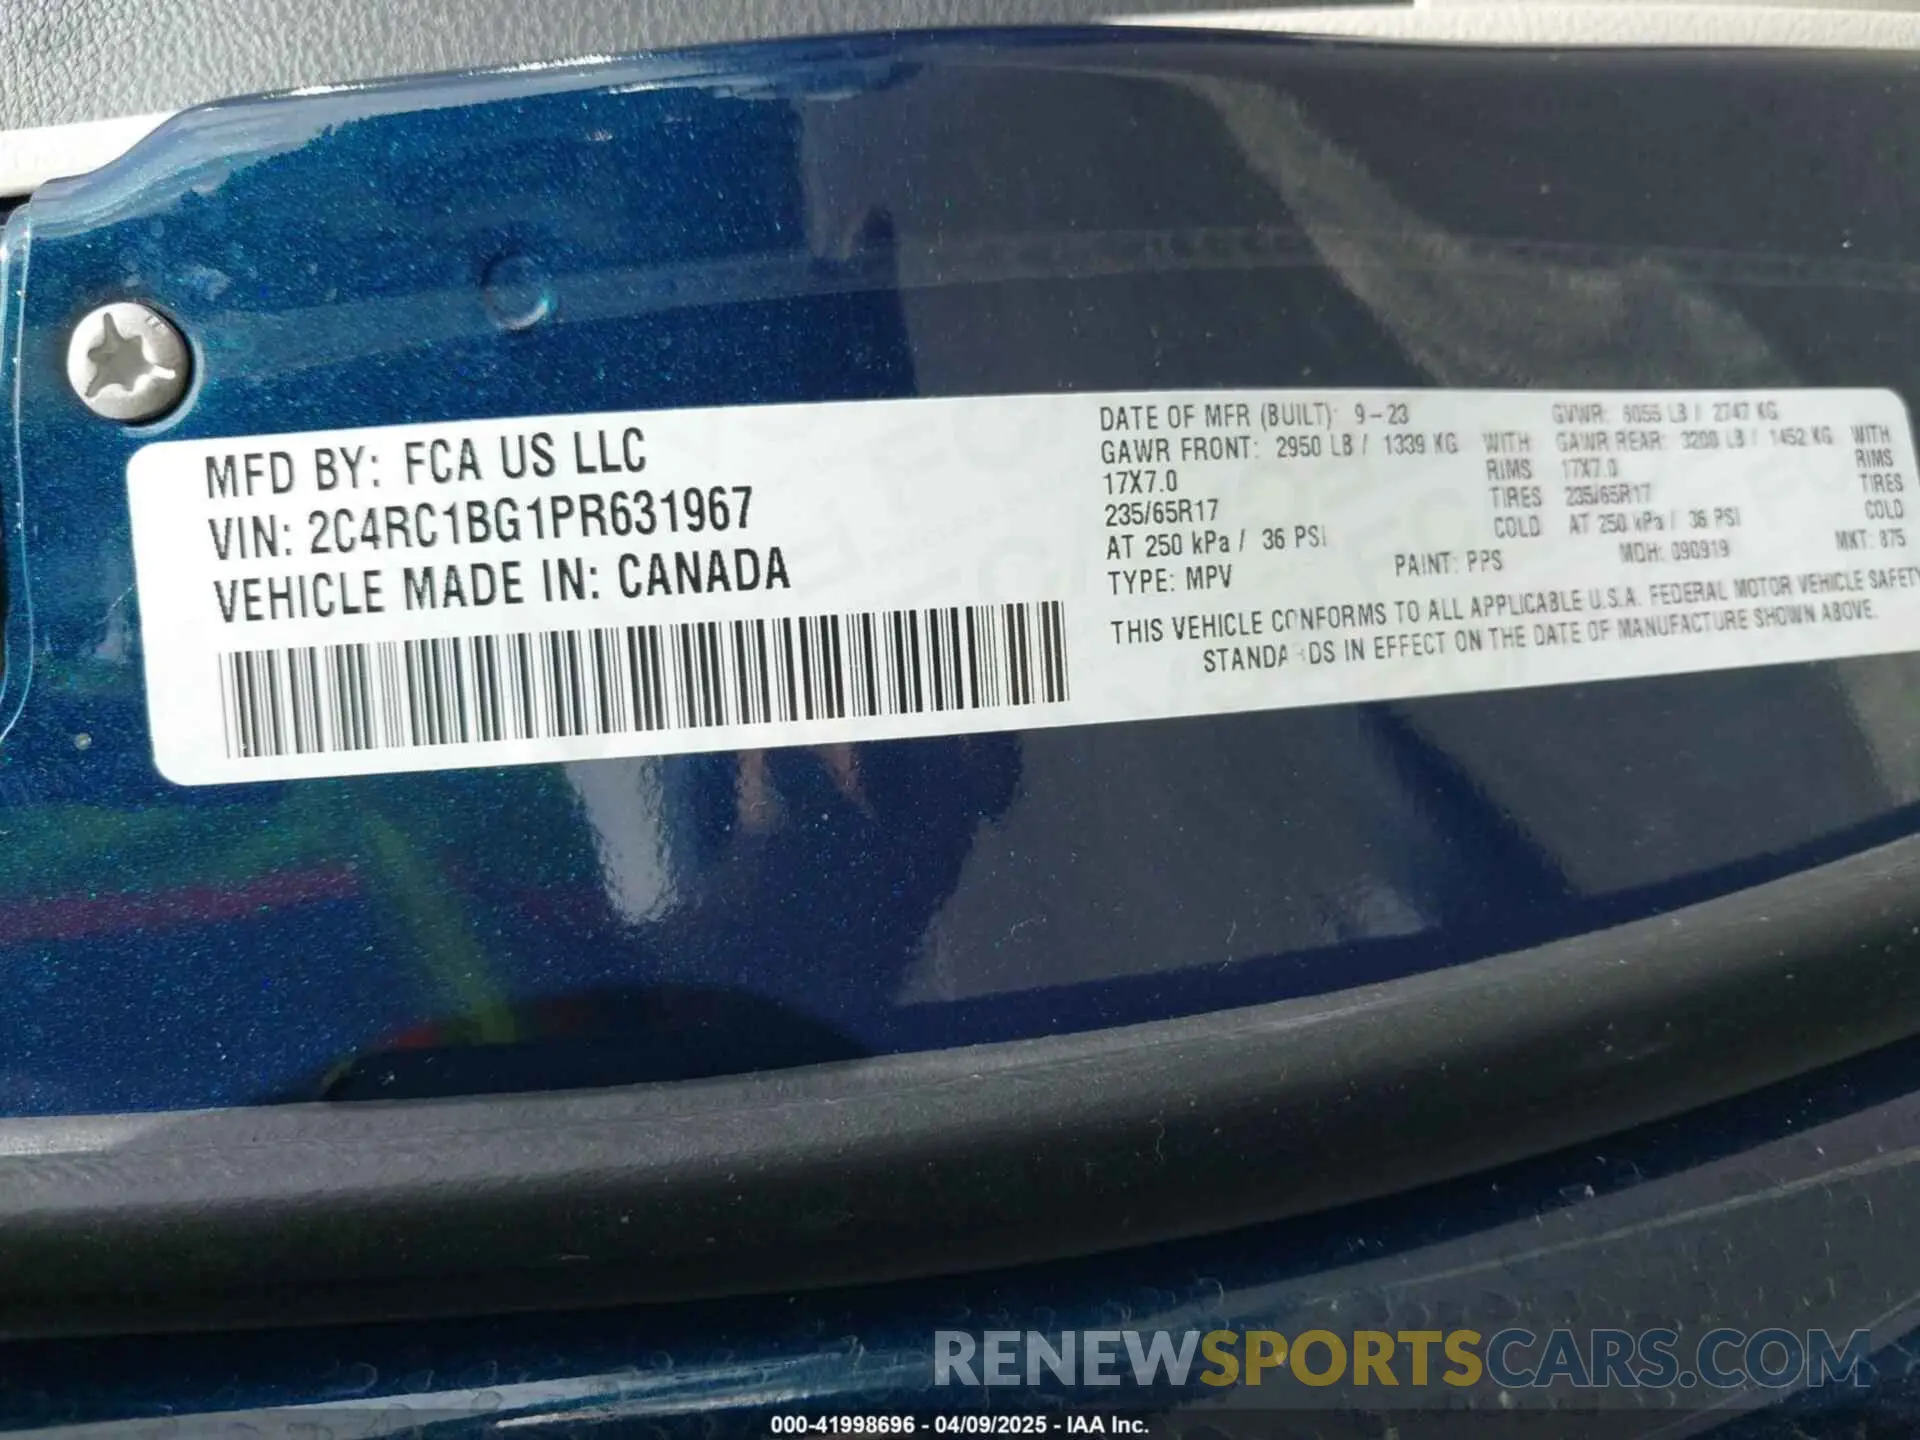 MFD BY: FCA US LLC
VIN: 2C4RC1BG1PR631967
VEHICLE MADE IN: CANADA
DATE OF MFR (BUILT): 9-23 GVWR: 6055 LB / 2747 KG
GAWR FRONT: 2950 LB / 1339 KG WITH GAWR REAR: 3200 LB / 1452 KG WITH
17X7.0 RIMS 17X7.0 RIMS
235/65R17 TIRES 235/65R17 TIRES
AT 250 kPa / 36 PSI COLD AT 250 kPa / 36 PSI COLD
TYPE: MPV PAINT: PPS MDH: 090919 MKT: 875
THIS VEHICLE CONFORMS TO ALL APPLICABLE U.S.A. FEDERAL MOTOR VEHICLE SAFETY
STANDARDS IN EFFECT ON THE DATE OF MANUFACTURE SHOWN ABOVE.
RENEWSPORTSCARS.COM
000-41998696 - 04/09/2025 - IAA Inc.